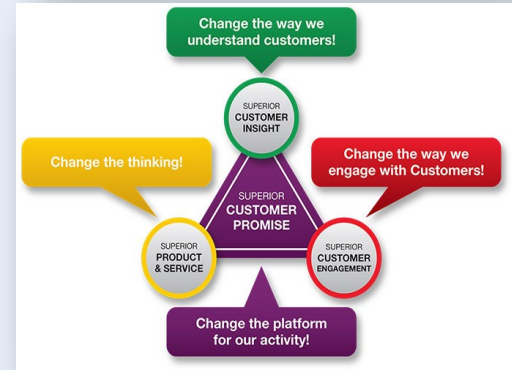 Change the way we
understand customers!
SUPERIOR
CUSTOMER
INSIGHT
Change the thinking!
Change the way we
engage with Customers!
SUPERIOR
CUSTOMER
PROMISE
SUPERIOR
PRODUCT
& SERVICE
SUPERIOR
CUSTOMER
ENGAGEMENT
Change the platform
for our activity!